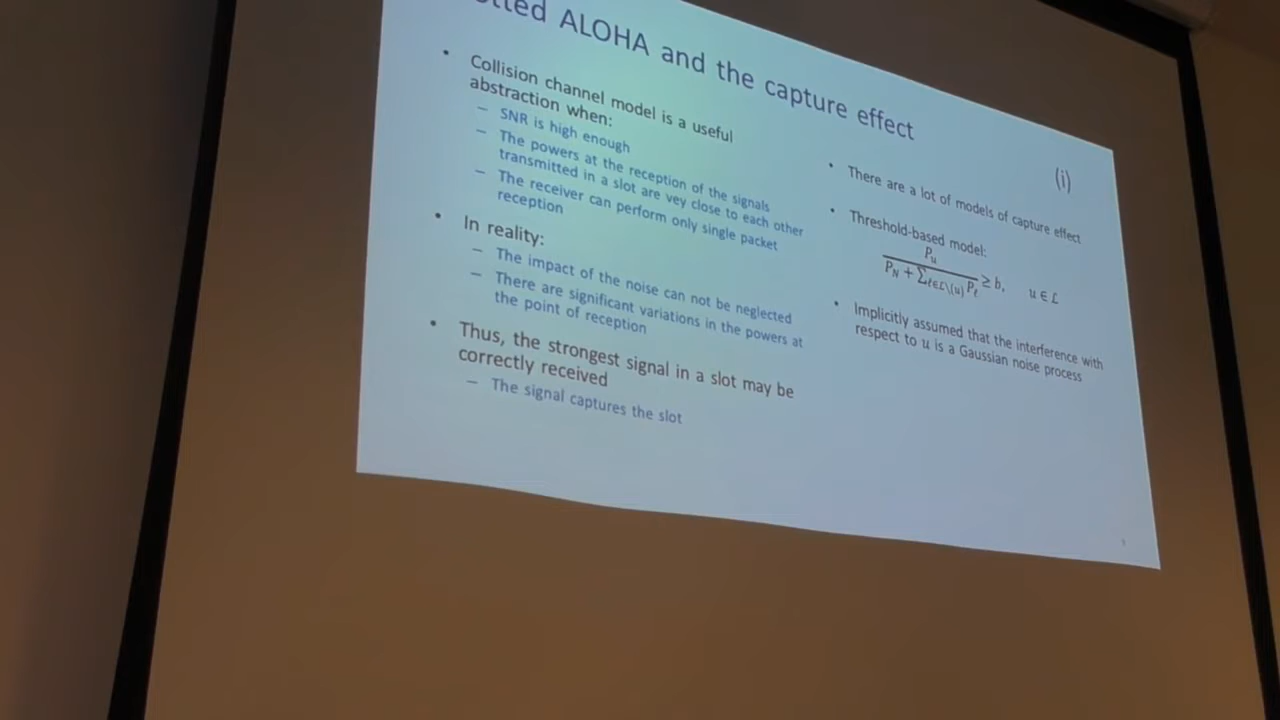 ALOHA and the capture effect
(i)
• Collision channel model is a useful
abstraction when:
– SNR is high enough
– The powers at the reception of the signals
transmitted in a slot are vey close to each other
– The receiver can perform only single packet
reception
• In reality:
– The impact of the noise can not be neglected
– There are significant variations in the powers at
the point of reception
• Thus, the strongest signal in a slot may be
correctly received
– The signal captures the slot
• There are a lot of models of capture effect
• Threshold-based model:
P_u / (P_N + ∑_{ℓ∈ℒ\(u)} P_ℓ) ≥ b, u ∈ ℒ
• Implicitly assumed that the interference with
respect to u is a Gaussian noise process